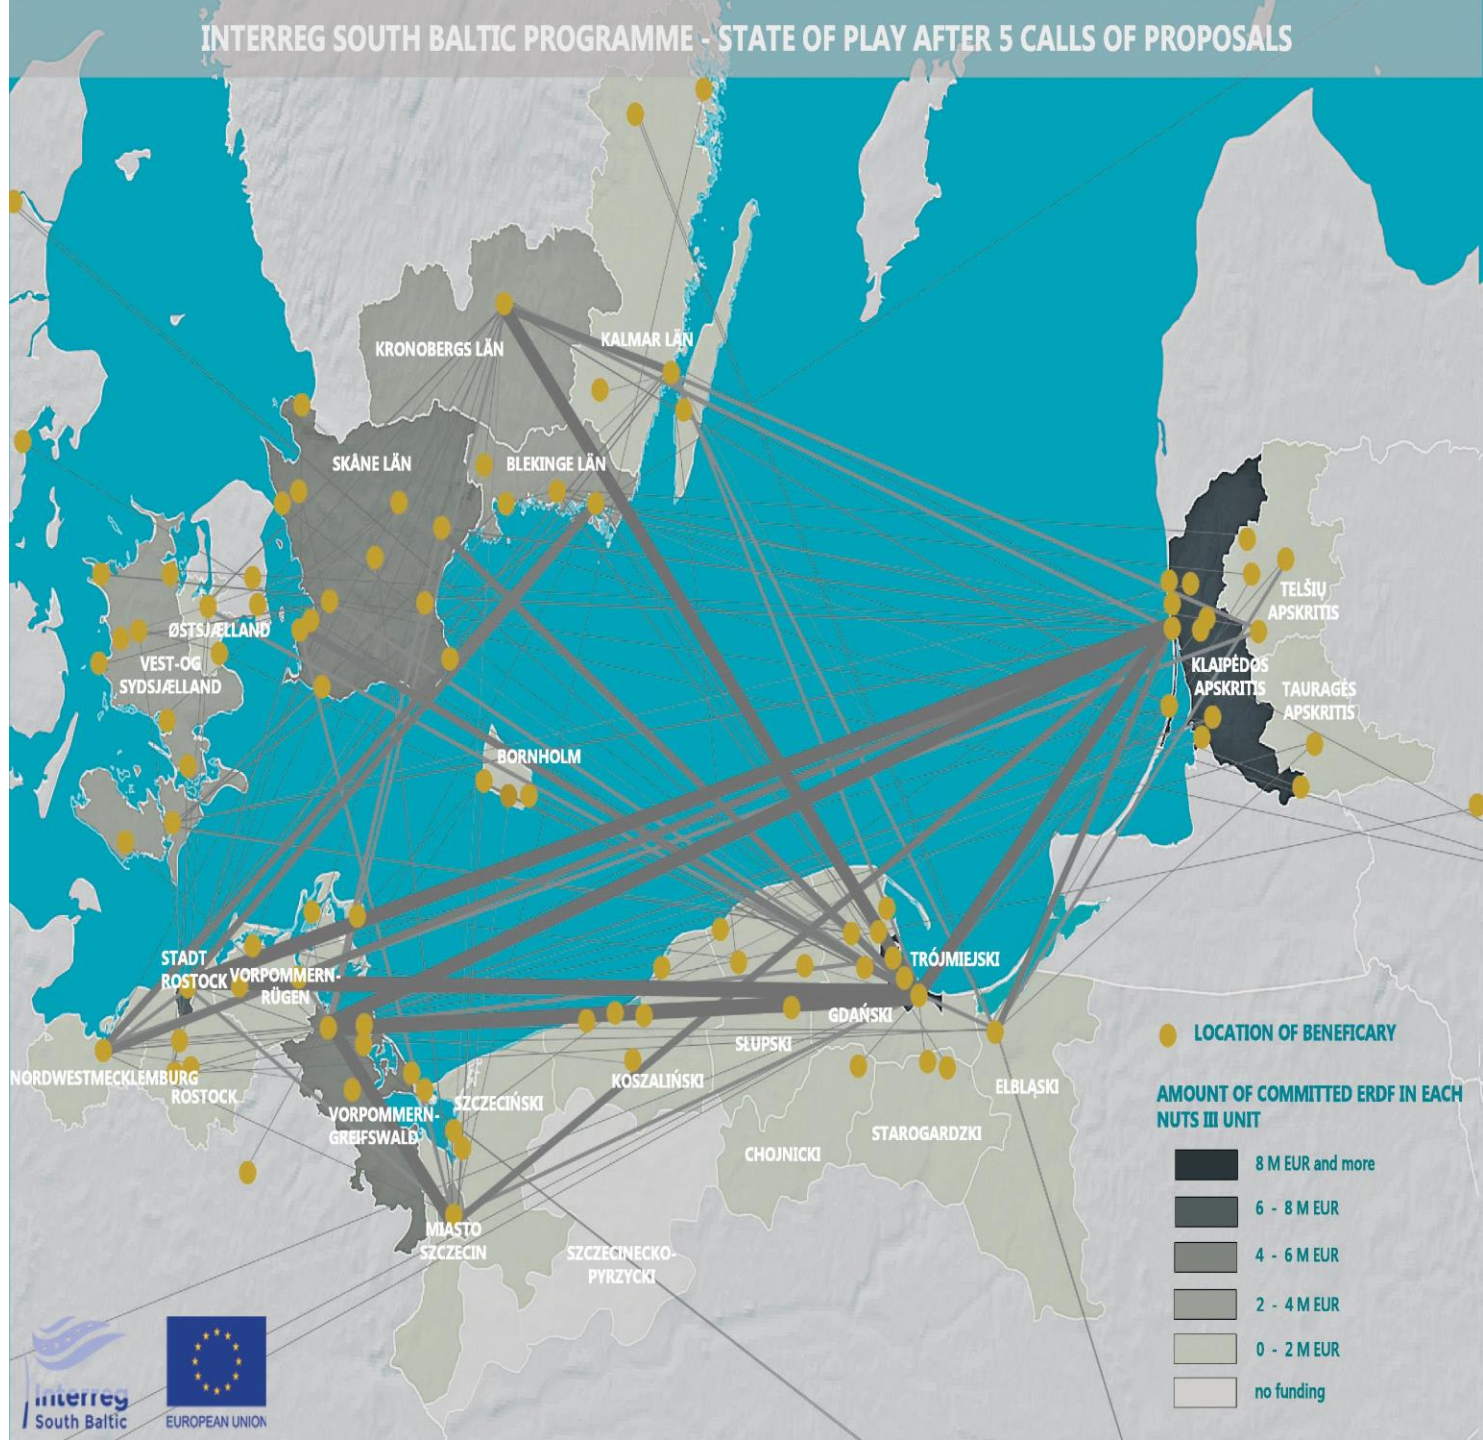 INTERREG SOUTH BALTIC PROGRAMME - STATE OF PLAY AFTER 5 CALLS OF PROPOSALS
KRONOBERGS LÄN
KALMAR LÄN
SKÅNE LÄN
BLEKINGE LÄN
ØSTSJÆLLAND
VEST-OG
SYDSJÆLLAND
BORNHOLM
TELŠIŲ
APSKRITIS
KLAIPĖDOS
APSKRITIS
TAURAGĖS
APSKRITIS
STADT
ROSTOCK
VORPOMMERN-
RÜGEN
TRÓJMIEJSKI
GDAŃSKI
SŁUPSKI
KOSZALIŃSKI
NORDWESTMECKLEMBURG
ROSTOCK
VORPOMMERN-
GREIFSWALD
SZCZECIŃSKI
ELBLĄSKI
STAROGARDZKI
CHOJNICKI
MIASTO
SZCZECIN
SZCZECINECKO-
PYRZYCKI
LOCATION OF BENEFICARY
AMOUNT OF COMMITTED ERDF IN EACH
NUTS III UNIT
8 M EUR and more
6 - 8 M EUR
4 - 6 M EUR
2 - 4 M EUR
0 - 2 M EUR
no funding
Interreg
South Baltic
EUROPEAN UNION